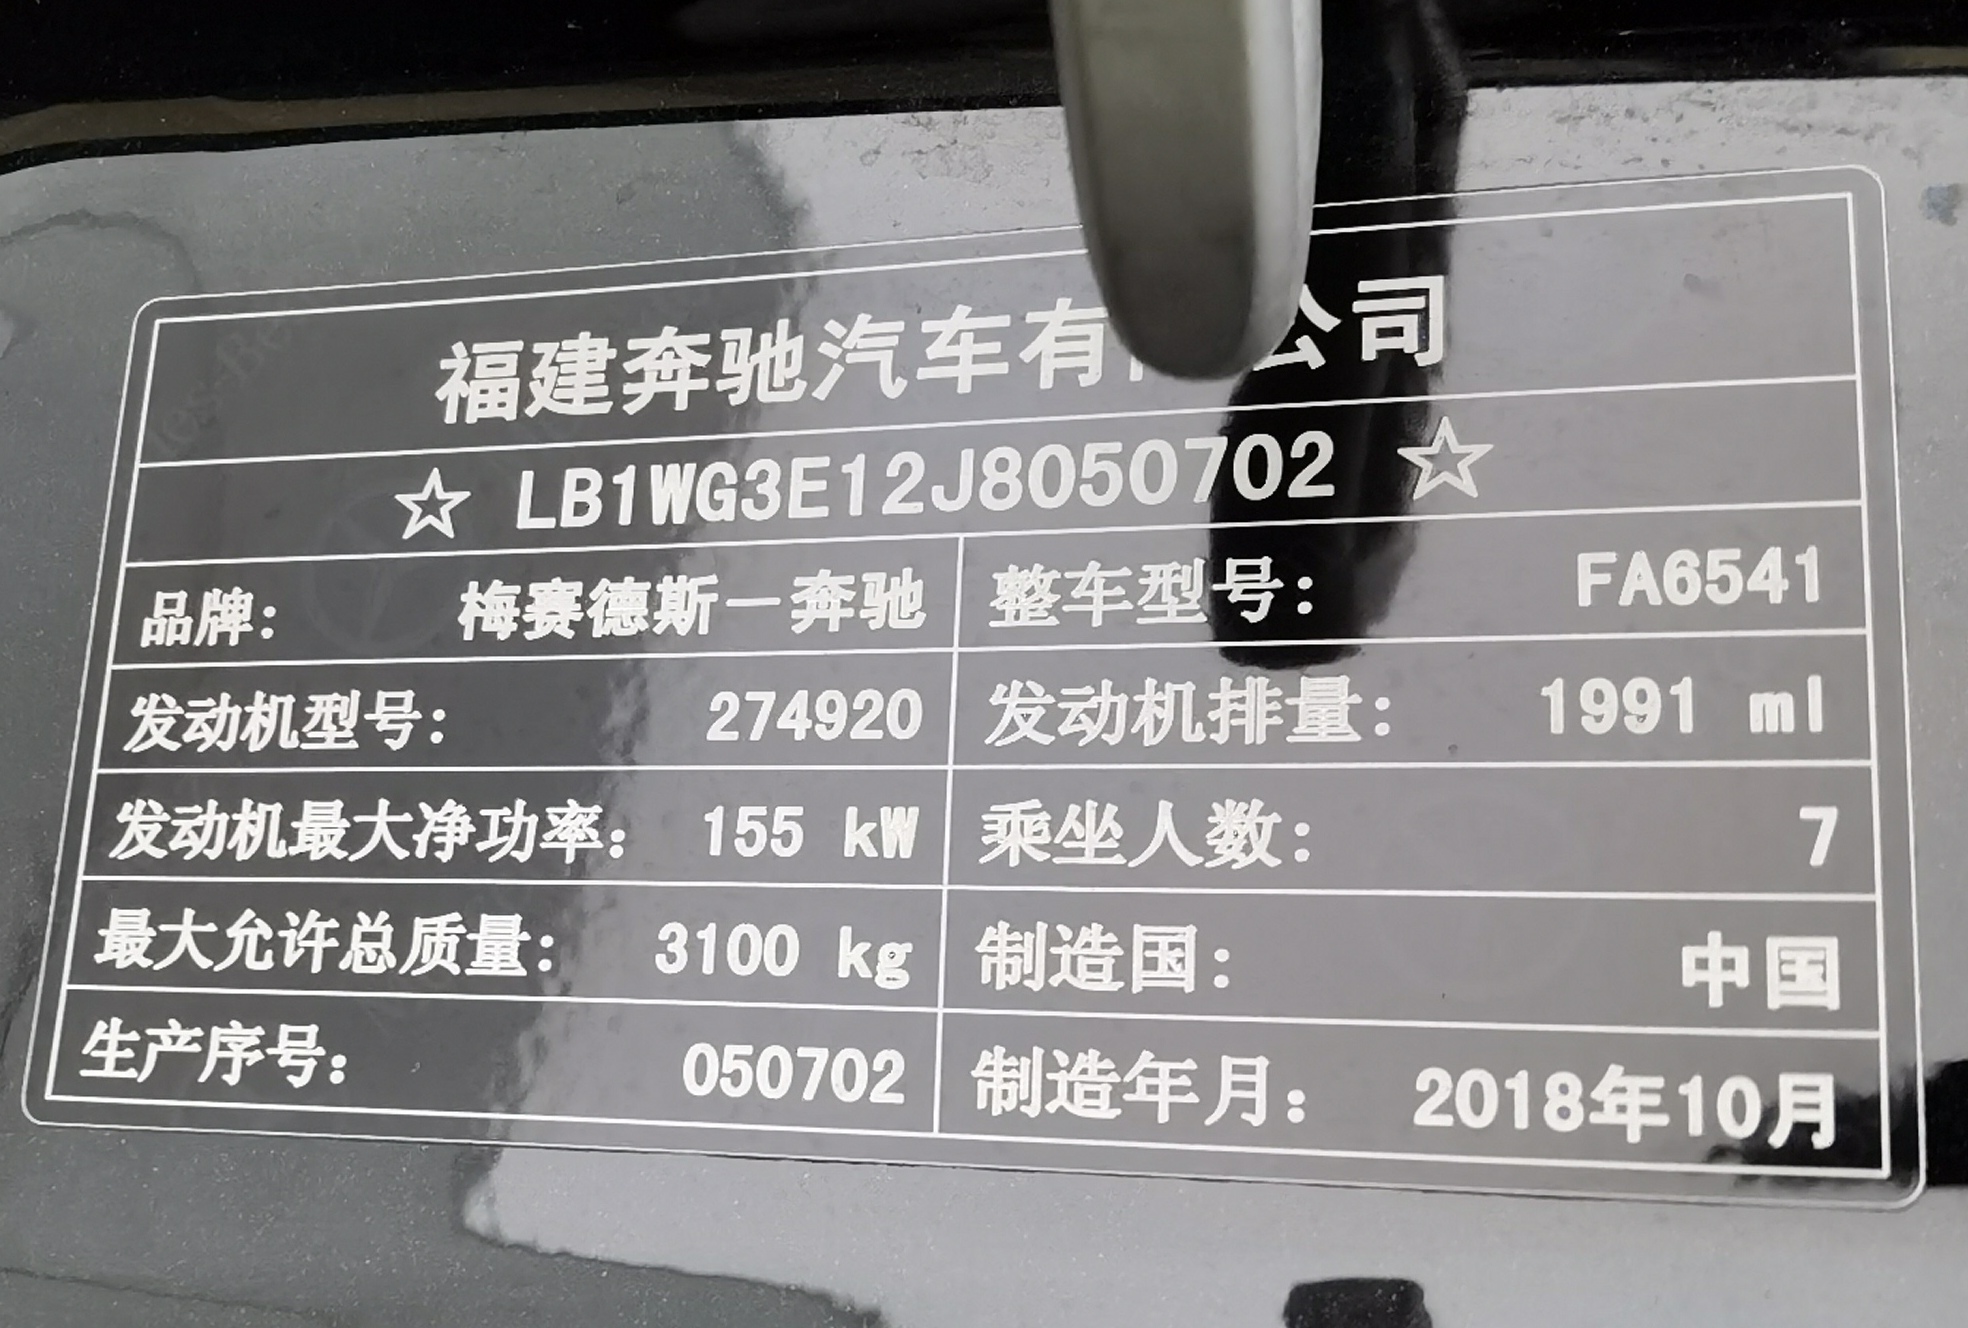 福建奔驰汽车有 公司
☆ LB1WG3E12J8050702 ☆
品牌： 梅赛德斯－奔驰 整车型号： FA6541
发动机型号： 274920 发动机排量： 1991 ml
发动机最大净功率： 155 kW 乘坐人数： 7
最大允许总质量： 3100 kg 制造国： 中国
生产序号： 050702 制造年月： 2018年10月